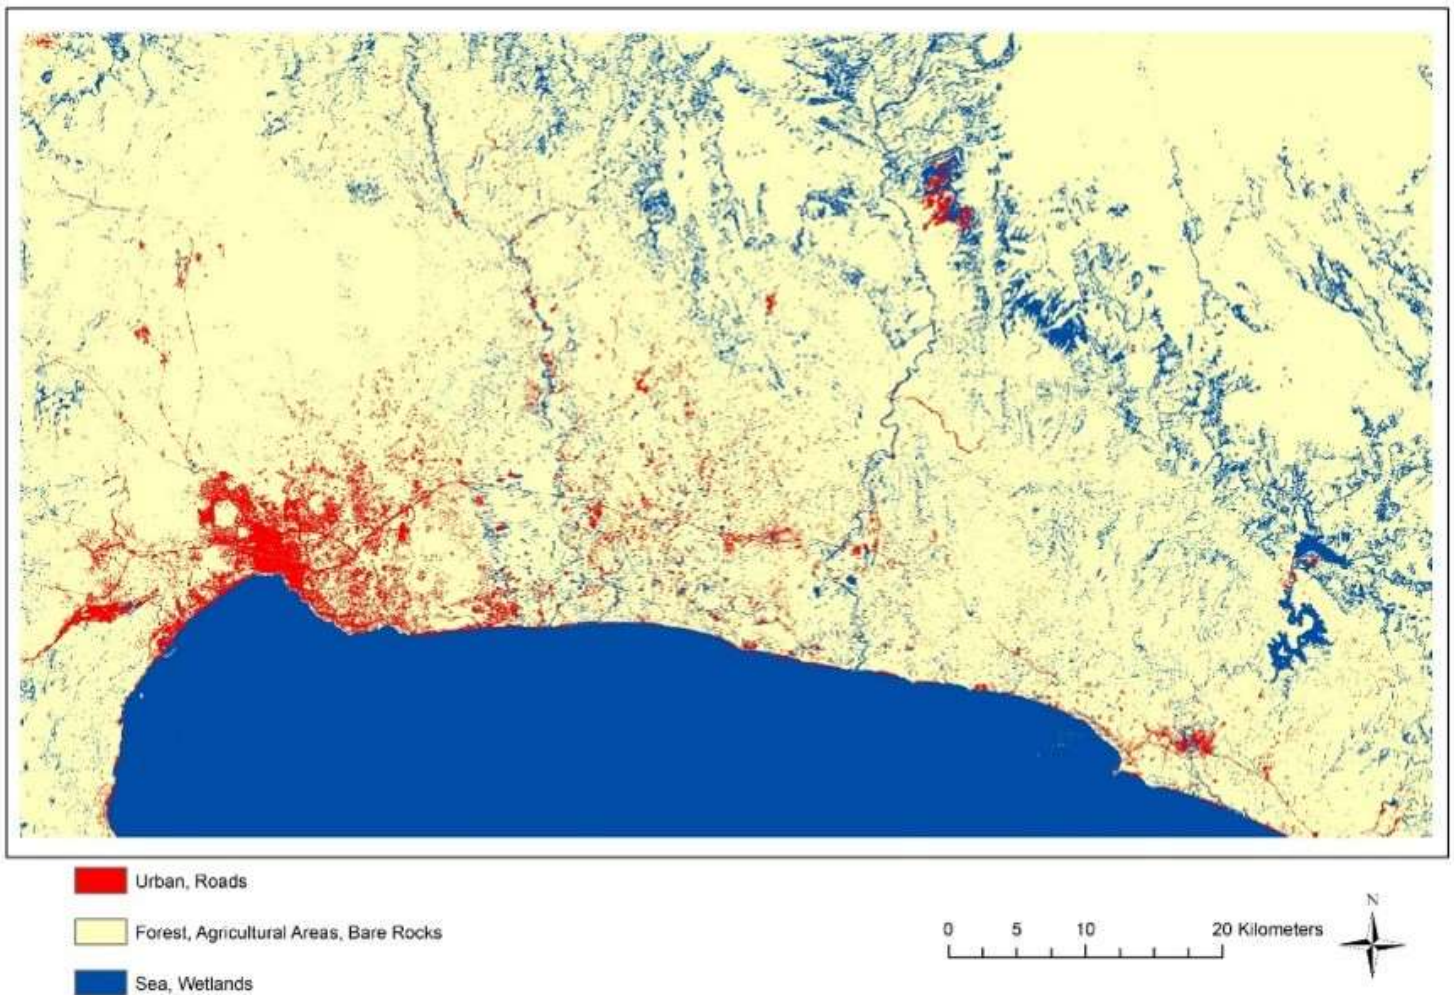 Urban, Roads
Forest, Agricultural Areas, Bare Rocks
Sea, Wetlands
0 5 10 20 Kilometers
N